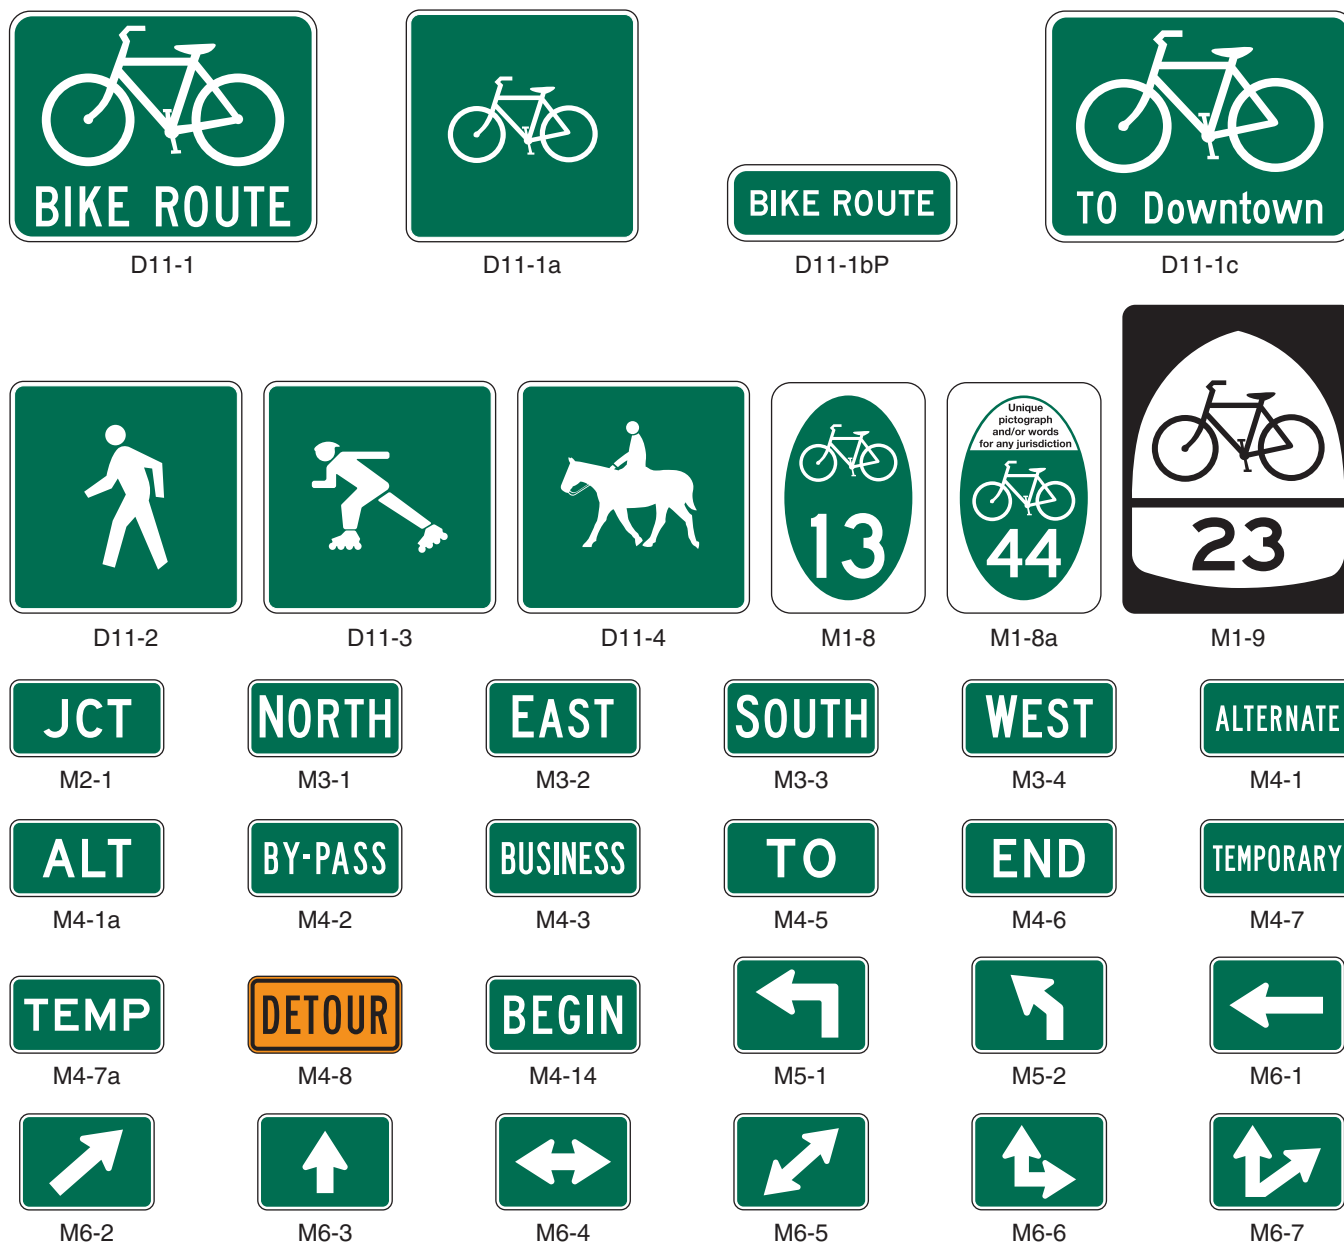 BIKE ROUTE
BIKE ROUTE
TO Downtown
D11-1
D11-1a
D11-1bP
D11-1c
Unique
pictograph
and/or words
for any jurisdiction
13
44
23
D11-2
D11-3
D11-4
M1-8
M1-8a
M1-9
JCT
NORTH
EAST
SOUTH
WEST
ALTERNATE
M2-1
M3-1
M3-2
M3-3
M3-4
M4-1
ALT
BY-PASS
BUSINESS
TO
END
TEMPORARY
M4-1a
M4-2
M4-3
M4-5
M4-6
M4-7
TEMP
DETOUR
BEGIN
M4-7a
M4-8
M4-14
M5-1
M5-2
M6-1
M6-2
M6-3
M6-4
M6-5
M6-6
M6-7